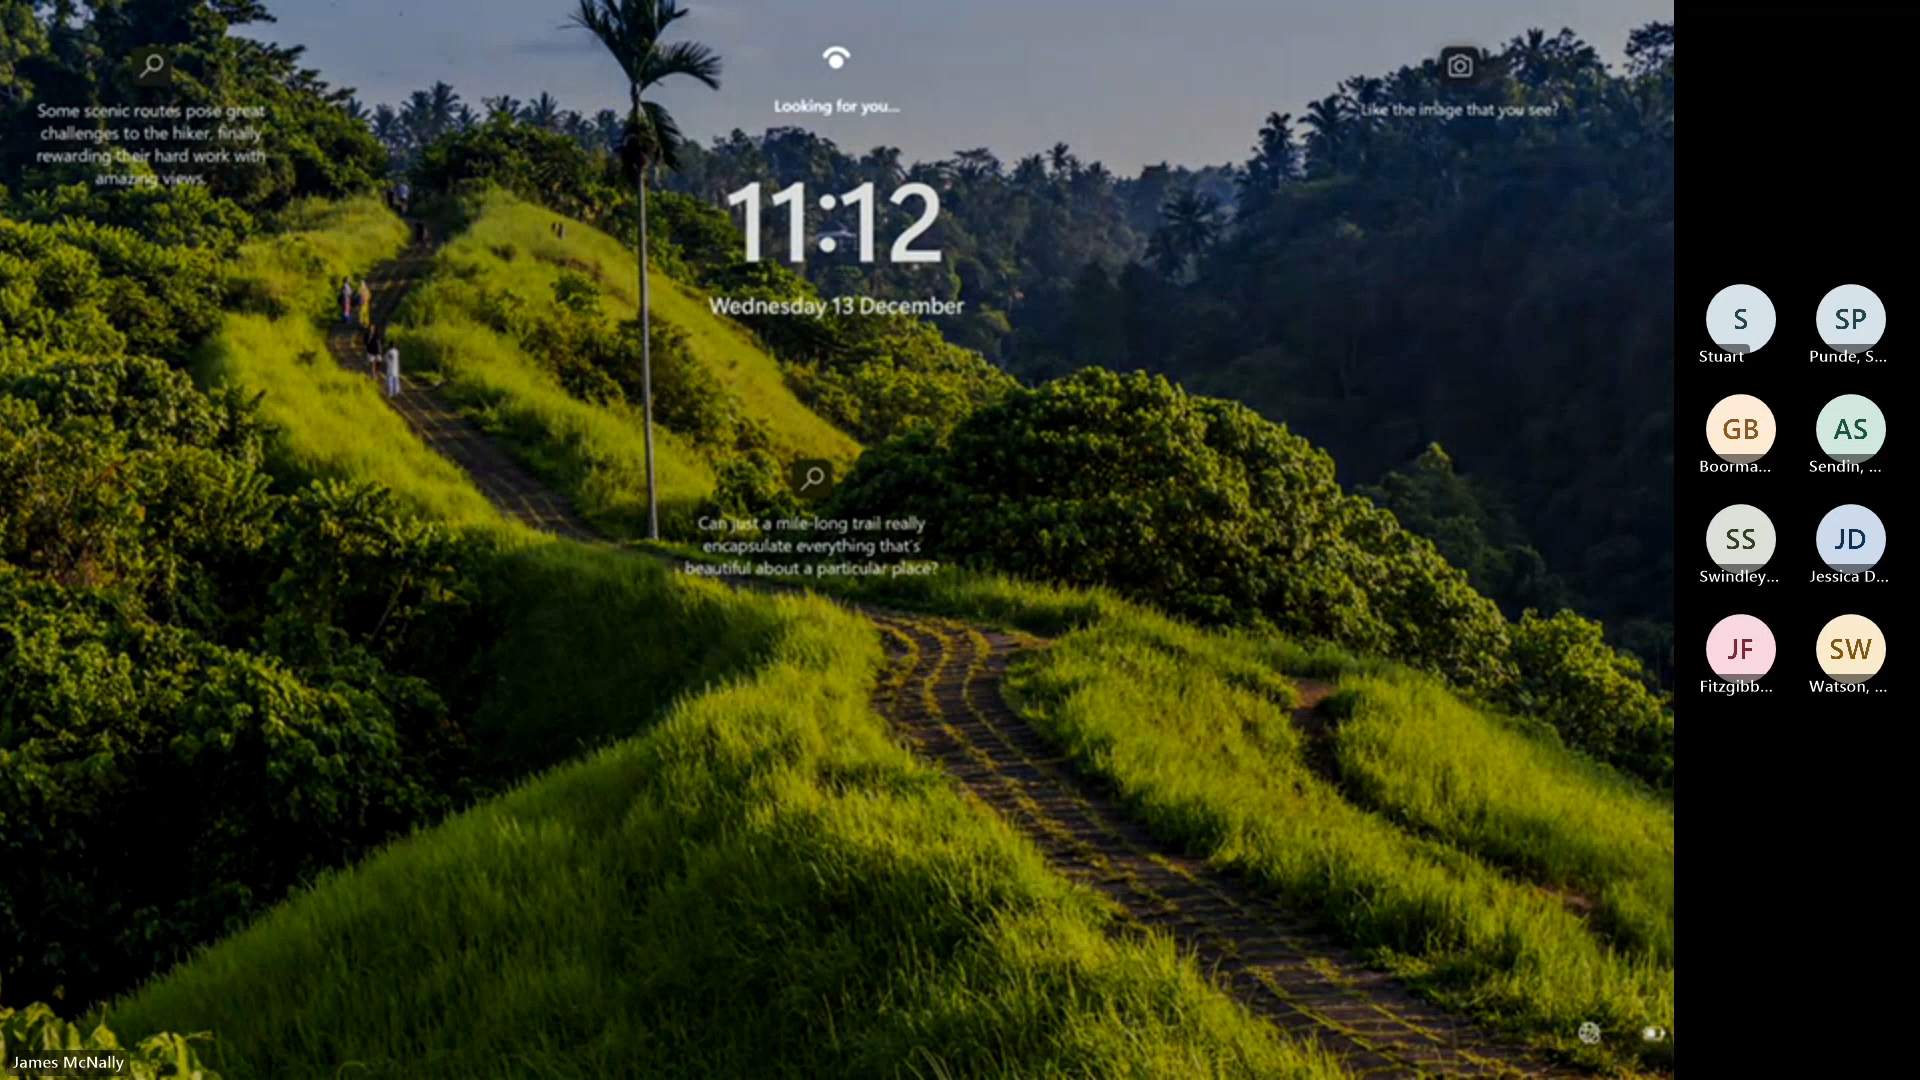 Some scenic routes pose great
challenges to the hiker, finally
rewarding their hard work with
amazing views.
Looking for you...
Like the image that you see?
11:12
Wednesday 13 December
Can just a mile-long trail really
encapsulate everything that's
beautiful about a particular place?
James McNally
S
Stuart
SP
Punde, S...
GB
Boorma...
AS
Sendin, ...
SS
Swindley...
JD
Jessica D...
JF
Fitzgibb...
SW
Watson, ...